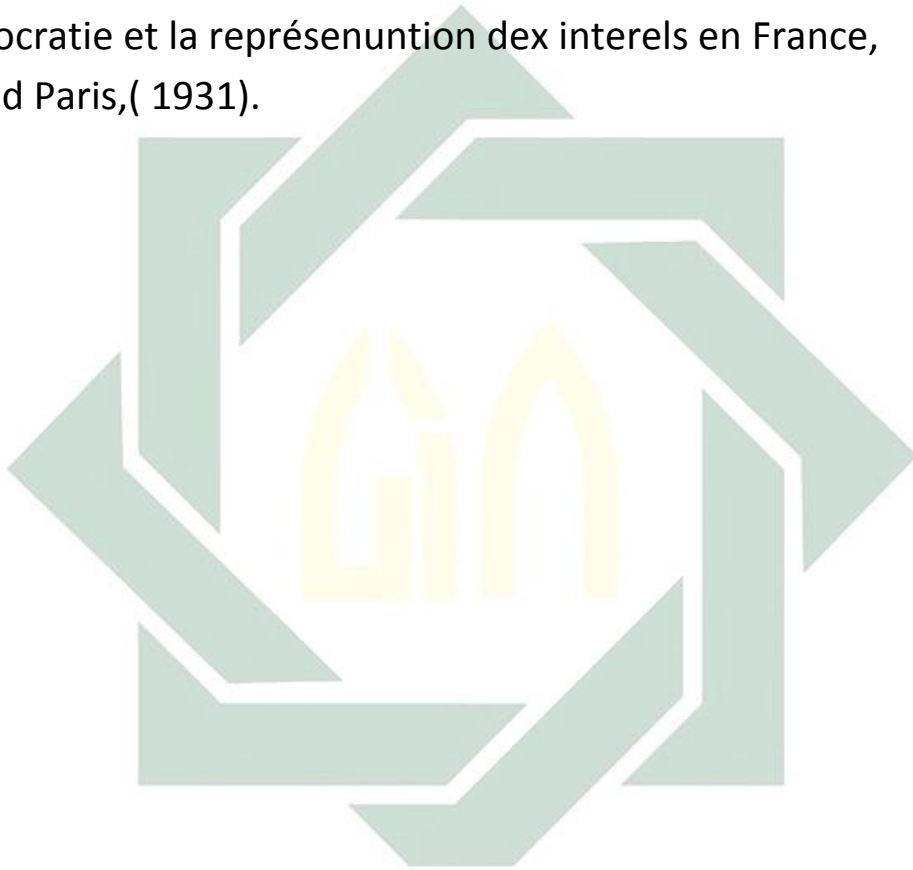 ocratie et la représenuntion dex interels en France,
d Paris,( 1931).